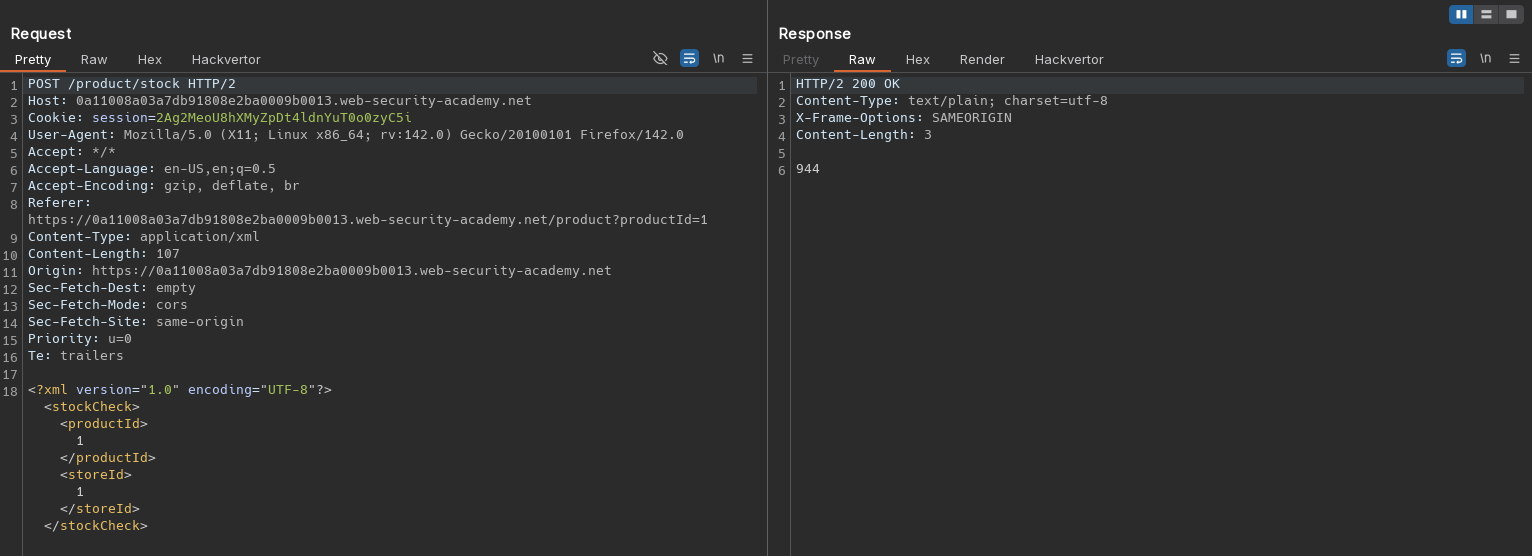 Request
Pretty Raw Hex Hackvertor \n
1 POST /product/stock HTTP/2
2 Host: 0a11008a03a7db91808e2ba0009b0013.web-security-academy.net
3 Cookie: session=2Ag2MeoU8hXMyZpDt4ldnYuT0o0zyC5i
4 User-Agent: Mozilla/5.0 (X11; Linux x86_64; rv:142.0) Gecko/20100101 Firefox/142.0
5 Accept: */*
6 Accept-Language: en-US,en;q=0.5
7 Accept-Encoding: gzip, deflate, br
8 Referer:
https://0a11008a03a7db91808e2ba0009b0013.web-security-academy.net/product?productId=1
9 Content-Type: application/xml
10 Content-Length: 107
11 Origin: https://0a11008a03a7db91808e2ba0009b0013.web-security-academy.net
12 Sec-Fetch-Dest: empty
13 Sec-Fetch-Mode: cors
14 Sec-Fetch-Site: same-origin
15 Priority: u=0
16 Te: trailers
17
18 <?xml version="1.0" encoding="UTF-8"?>
<stockCheck>
<productId>
1
</productId>
<storeId>
1
</storeId>
</stockCheck>
Response
Pretty Raw Hex Render Hackvertor \n
1 HTTP/2 200 OK
2 Content-Type: text/plain; charset=utf-8
3 X-Frame-Options: SAMEORIGIN
4 Content-Length: 3
5
6 944